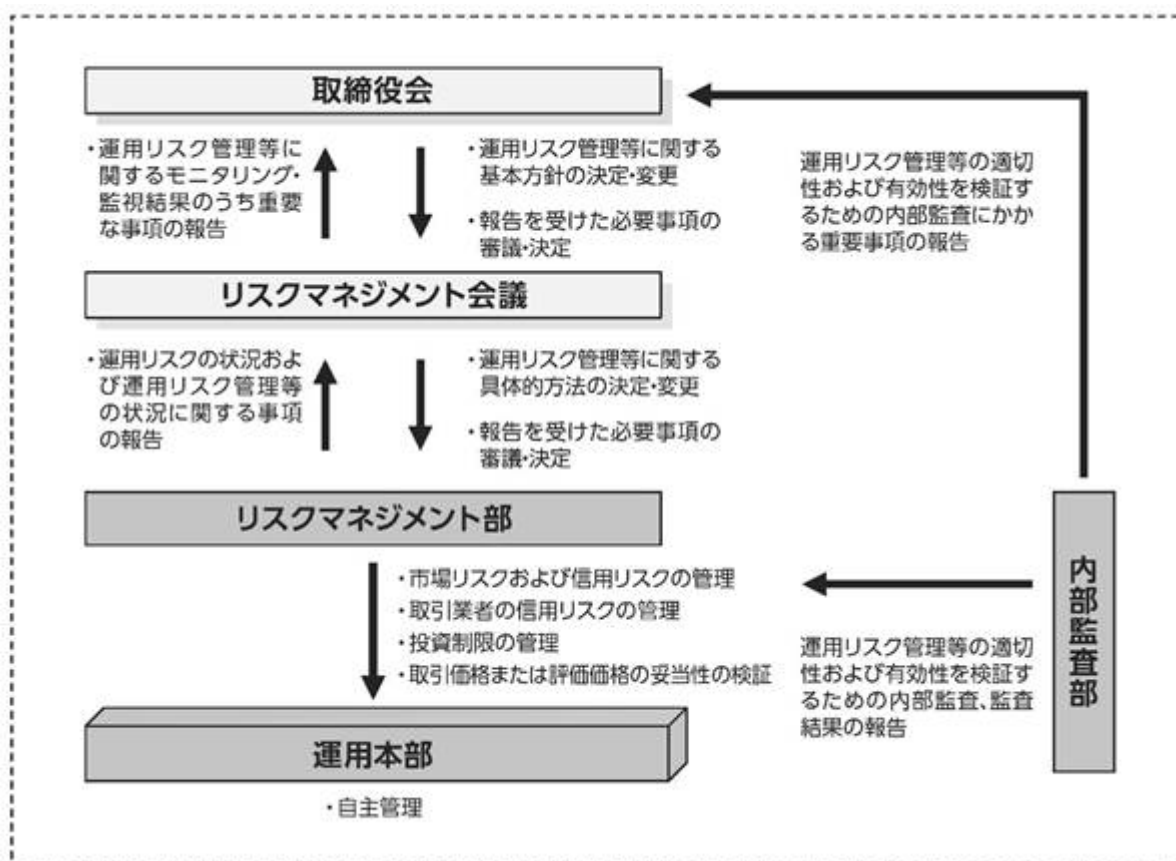 取締役会
・運用リスク管理等に
関するモニタリング・
監視結果のうち重要
な事項の報告
・運用リスク管理等に関する
基本方針の決定・変更
・報告を受けた必要事項の
審議・決定
運用リスク管理等の適切
性および有効性を検証す
るための内部監査にかか
る重要事項の報告
リスクマネジメント会議
・運用リスクの状況およ
び運用リスク管理等
の状況に関する事項
の報告
・運用リスク管理等に関する
具体的方法の決定・変更
・報告を受けた必要事項の
審議・決定
リスクマネジメント部
・市場リスクおよび信用リスクの管理
・取引業者の信用リスクの管理
・投資制限の管理
・取引価格または評価価格の妥当性の検証
運用リスク管理等の適切
性および有効性を検証す
るための内部監査、監査
結果の報告
内部監査部
運用本部
・自主管理